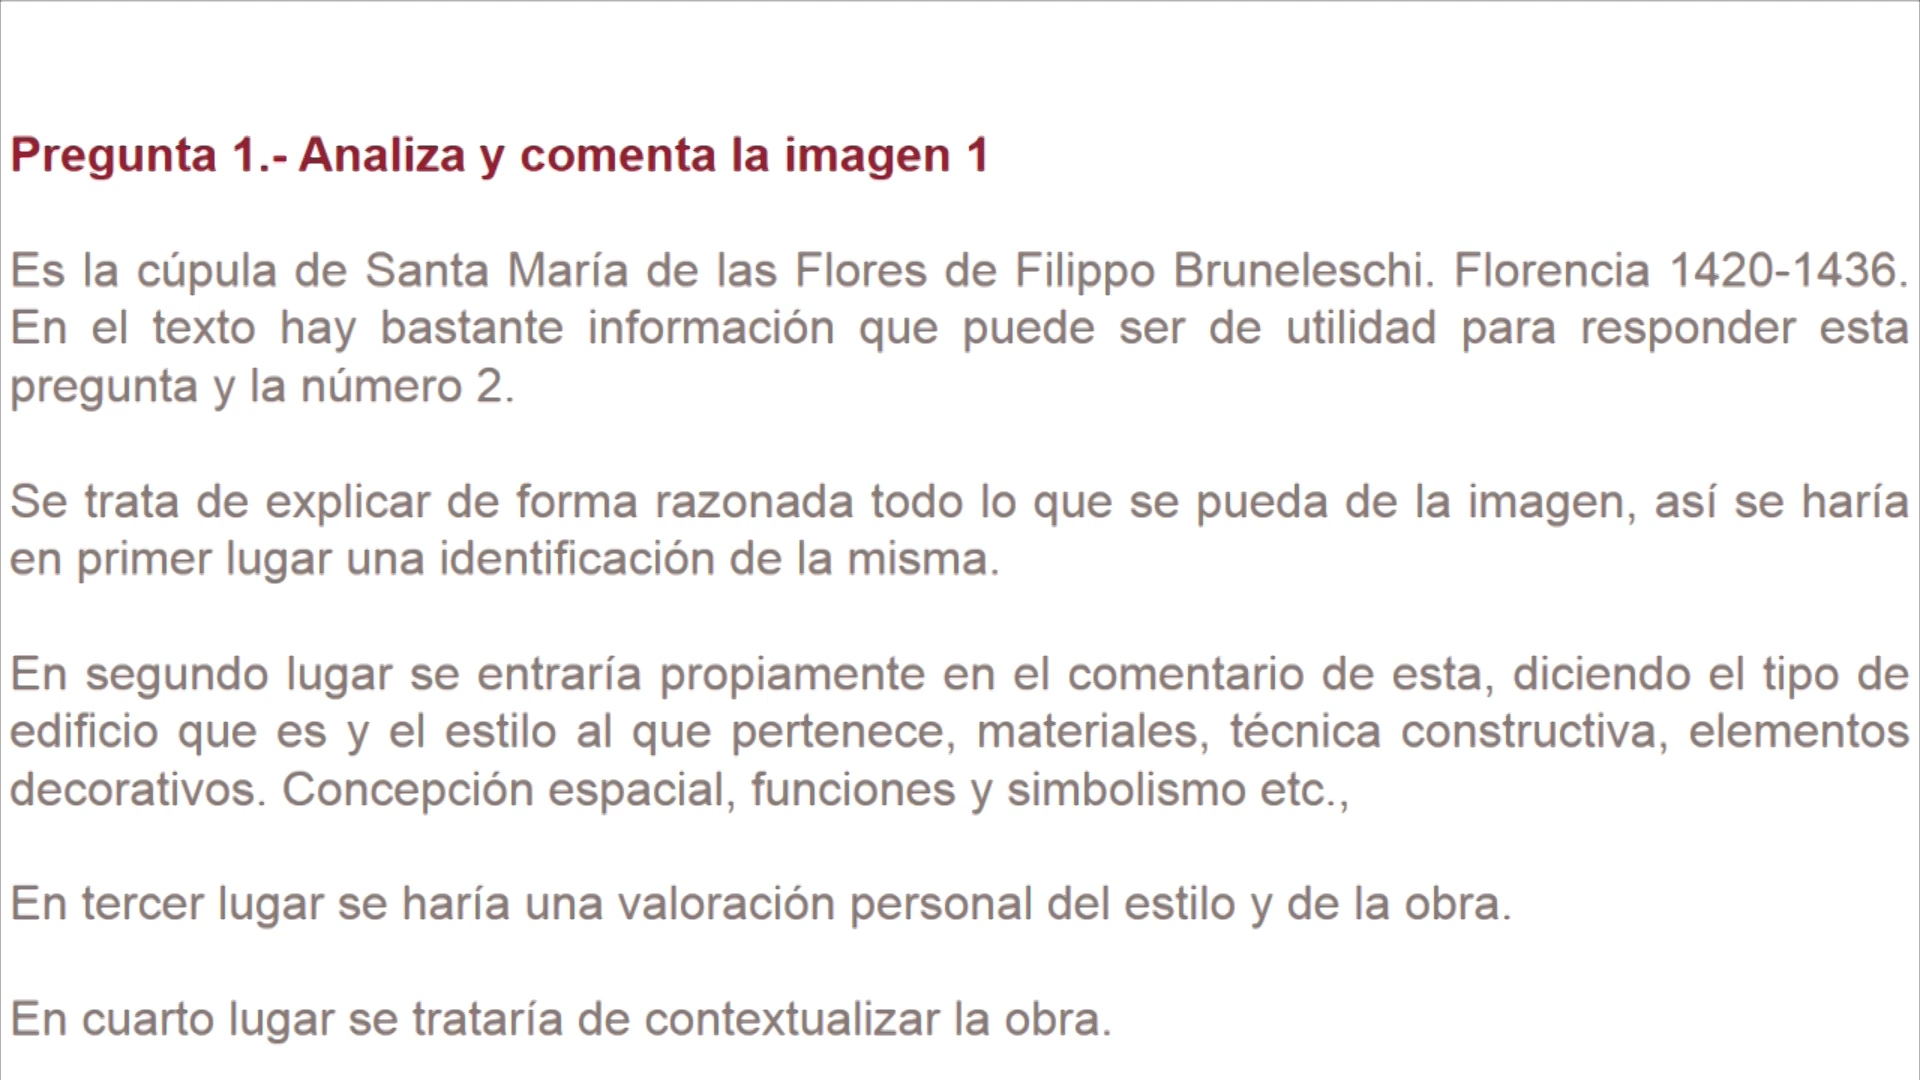 Pregunta 1.- Analiza y comenta la imagen 1
Es la cúpula de Santa María de las Flores de Filippo Bruneleschi. Florencia 1420-1436.
En el texto hay bastante información que puede ser de utilidad para responder esta
pregunta y la número 2.
Se trata de explicar de forma razonada todo lo que se pueda de la imagen, así se haría
en primer lugar una identificación de la misma.
En segundo lugar se entraría propiamente en el comentario de esta, diciendo el tipo de
edificio que es y el estilo al que pertenece, materiales, técnica constructiva, elementos
decorativos. Concepción espacial, funciones y simbolismo etc.,
En tercer lugar se haría una valoración personal del estilo y de la obra.
En cuarto lugar se trataría de contextualizar la obra.